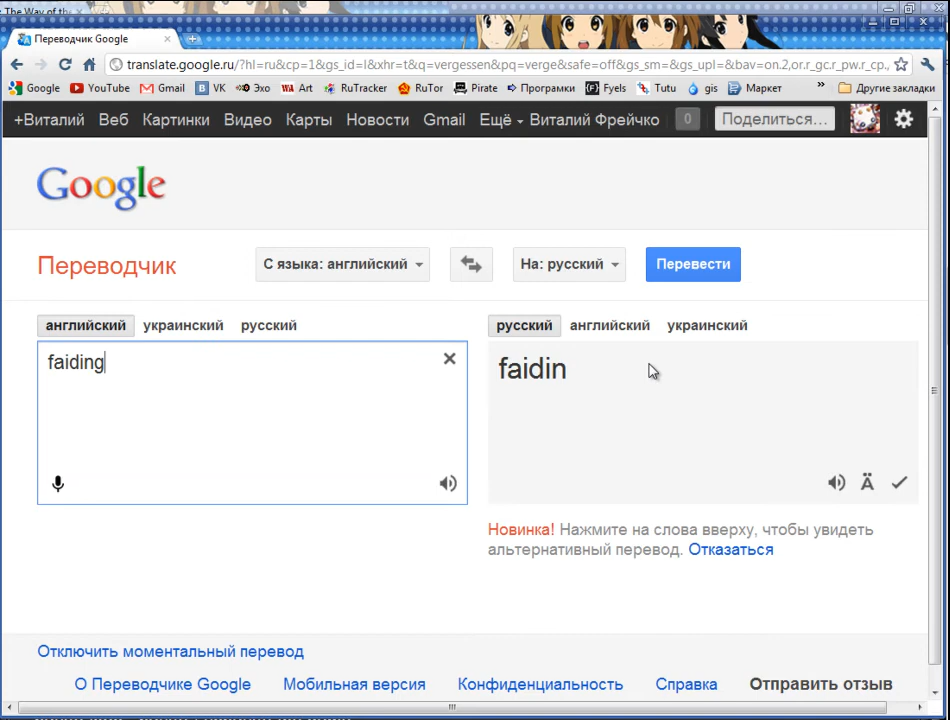 The Way of th
Переводчик Google
translate.google.ru/?hl=ru&cp=1&gs_id=l&xhr=t&q=vergessen&pq=verge&safe=off&gs_sm=&gs_upl=&bav=on.2,or.r_gc.r_pw.r_cp.,
Google YouTube Gmail VK Эхо Art RuTracker RuTor Pirate Програмки Fyels Tutu gis Маркет » Другие закладки
+Виталий Веб Картинки Видео Карты Новости Gmail Ещё Виталий Фрейчко 0 Поделиться...
Google
Переводчик С языка: английский На: русский Перевести
английский украинский русский русский английский украинский
faiding faidin
Ä
Новинка! Нажмите на слова вверху, чтобы увидеть
альтернативный перевод. Отказаться
Отключить моментальный перевод
О Переводчике Google Мобильная версия Конфиденциальность Справка Отправить отзыв